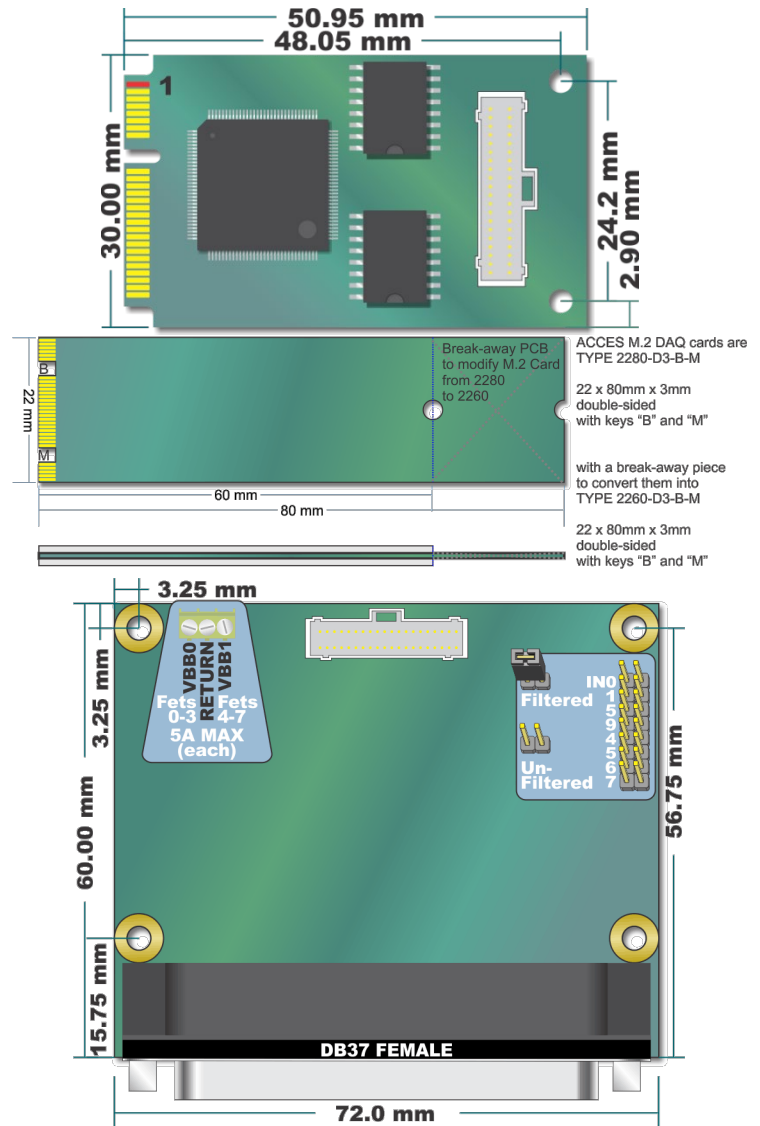 50.95 mm
48.05 mm
1
30.00 mm
24.2 mm
2.90 mm
Break-away PCB
to modify M.2 Card
from 2280
to 2260
B
M
22 mm
60 mm
80 mm
ACCES M.2 DAQ cards are
TYPE 2280-D3-B-M
22 x 80mm x 3mm
double-sided
with keys “B” and “M”
with a break-away piece
to convert them into
TYPE 2260-D3-B-M
22 x 80mm x 3mm
double-sided
with keys “B” and “M”
3.25 mm
3.25 mm
VBB0
RETURN
VBB1
Fets
0-3
Fets
4-7
5A MAX
(each)
Filtered
Un-
Filtered
IN0
1
5
9
4
5
6
7
60.00 mm
56.75 mm
15.75 mm
DB37 FEMALE
72.0 mm